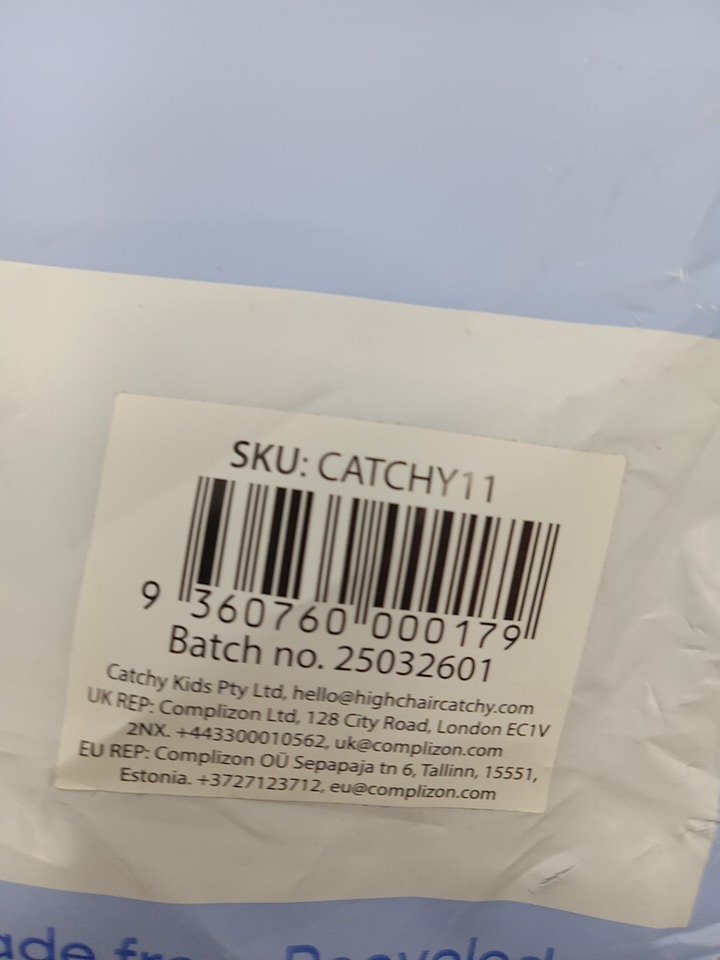 SKU: CATCHY11
9 360760 000179
Batch no. 25032601
Catchy Kids Pty Ltd, hello@highchaircatchy.com
UK REP: Complizon Ltd, 128 City Road, London EC1V
2NX. +443300010562, uk@complizon.com
EU REP: Complizon OÜ Sepapaja tn 6, Tallinn, 15551,
Estonia. +3727123712, eu@complizon.com